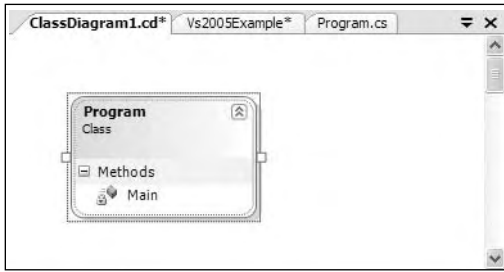 ClassDiagram1.cd* Vs2005Example* Program.cs
Program
Class
Methods
Main